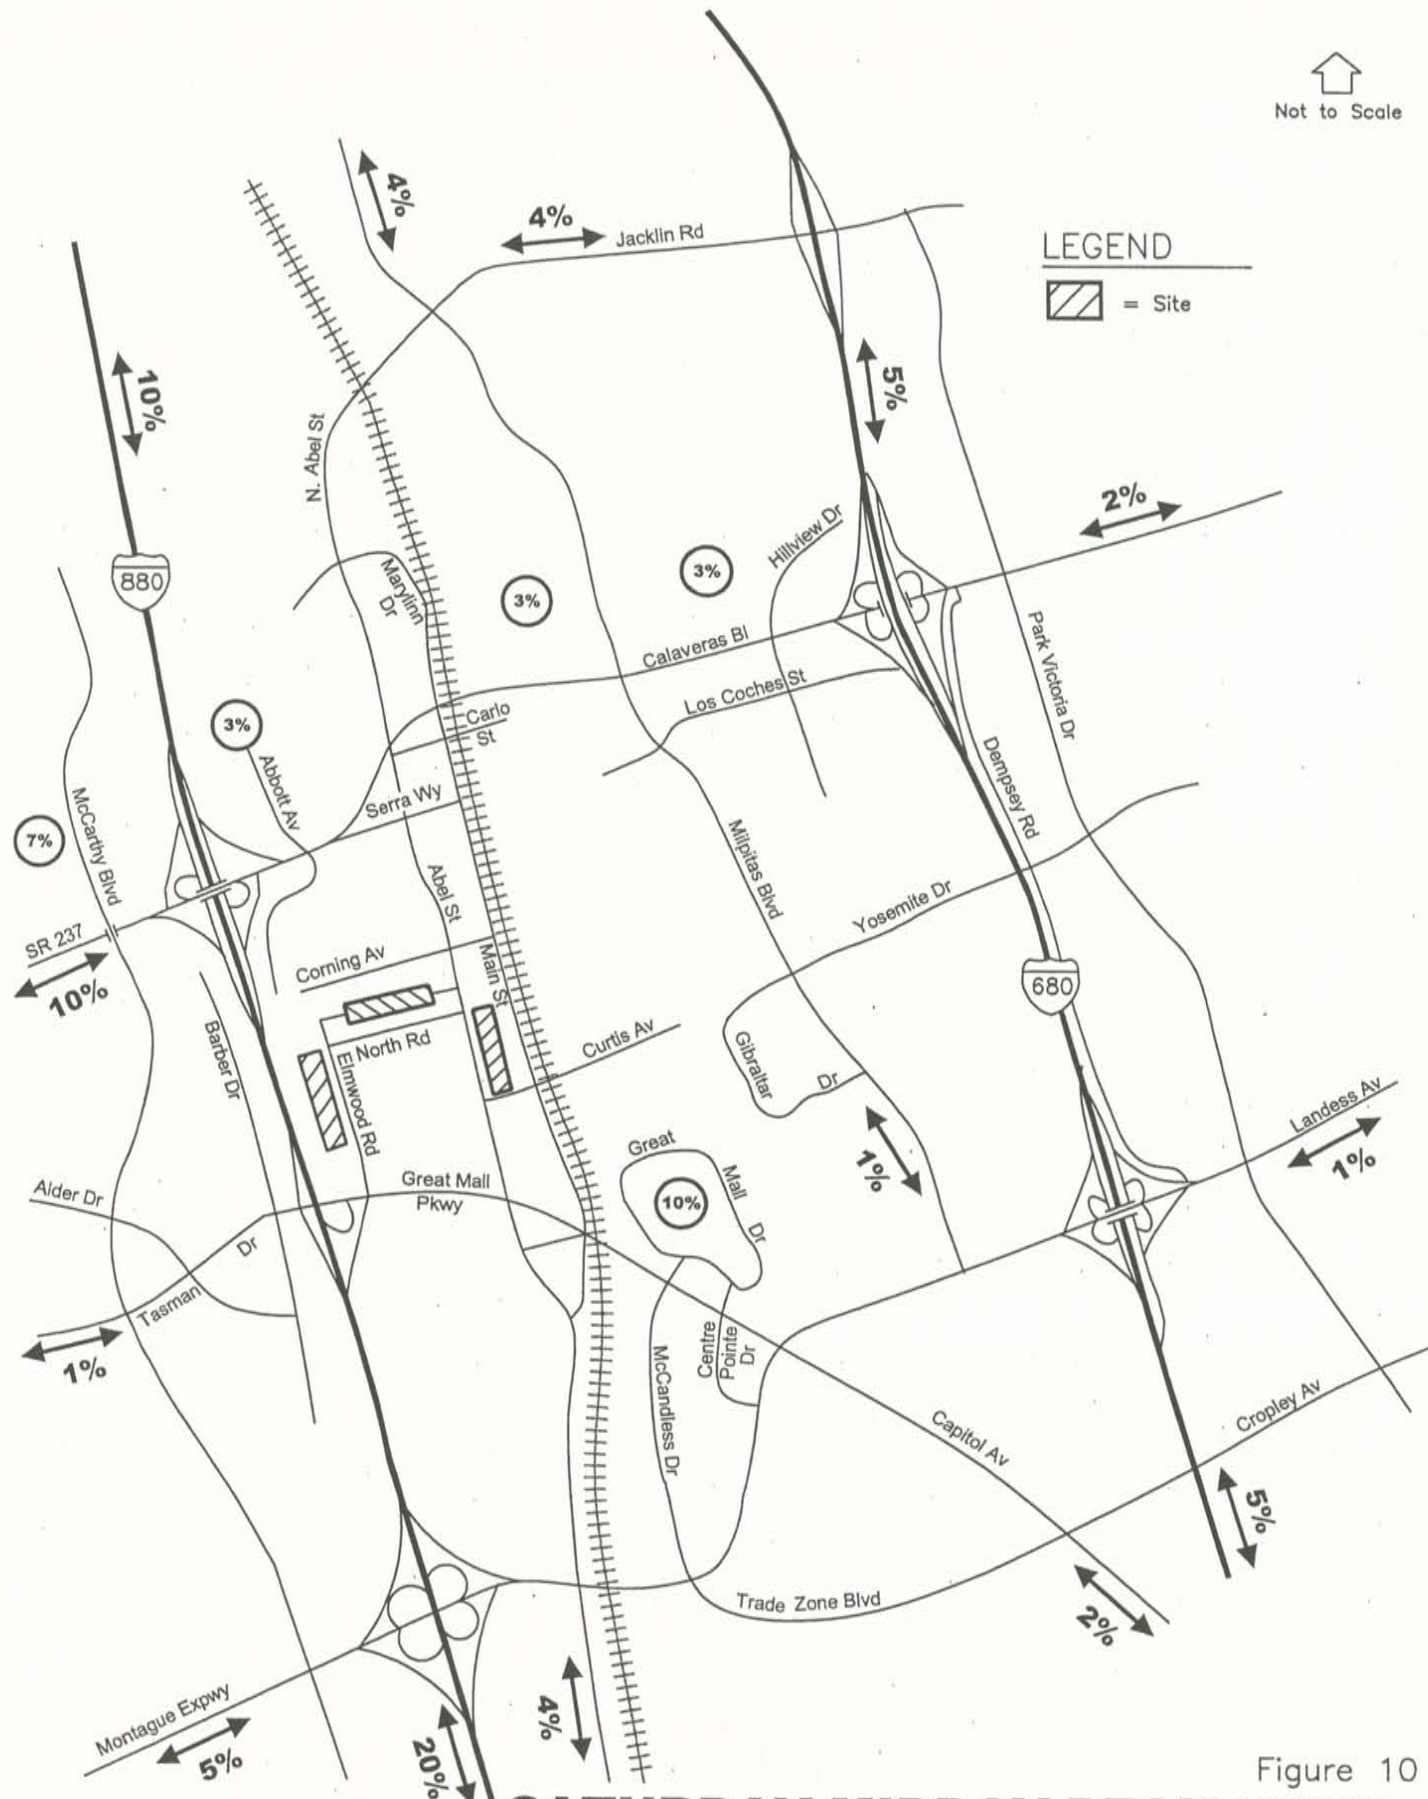 Not to Scale
4%
4%
Jacklin Rd
LEGEND
= Site
10%
5%
N. Abel St
2%
Hillview Dr
880
3%
3%
Marylinn
Dr
Calaveras Bl
Park Victoria Dr
Los Coches St
3%
Carlo
St
Abbott Av
Dempsey Rd
McCarthy Blvd
Serra Wy
7%
Milpitas Blvd
Abel St
Yosemite Dr
SR 237
10%
Corning Av
Main St
680
Barber Dr
North Rd
Elmwood Rd
Curtis Av
Gibraltar
Dr
Landess Av
1%
1%
Great
Mall
Dr
10%
Alder Dr
Great Mall
Pkwy
Tasman
Dr
1%
Centre
Pointe
Dr
McCandless Dr
Capitol Av
Cropley Av
5%
Trade Zone Blvd
2%
Montague Expwy
5%
20%
4%
Figure 10